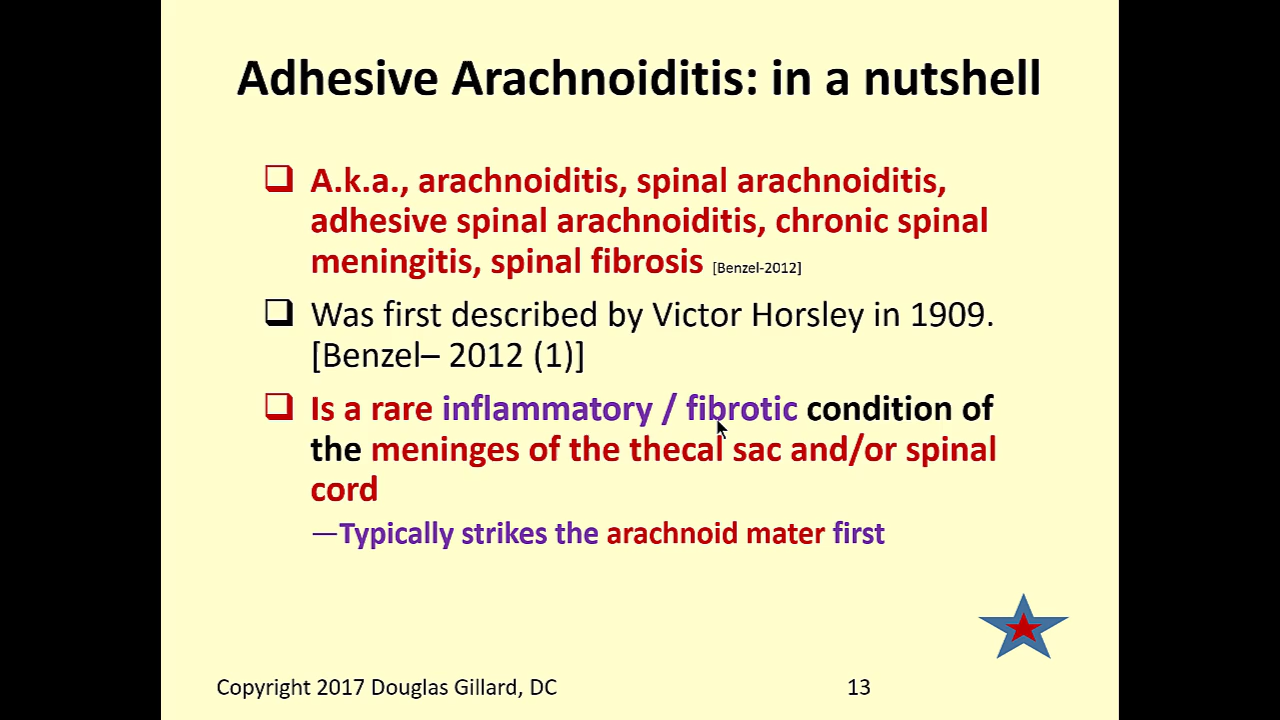 Adhesive Arachnoiditis: in a nutshell
A.k.a., arachnoiditis, spinal arachnoiditis,
adhesive spinal arachnoiditis, chronic spinal
meningitis, spinal fibrosis [Benzel-2012]
Was first described by Victor Horsley in 1909.
[Benzel– 2012 (1)]
Is a rare inflammatory / fibrotic condition of
the meninges of the thecal sac and/or spinal
cord
—Typically strikes the arachnoid mater first
Copyright 2017 Douglas Gillard, DC 13